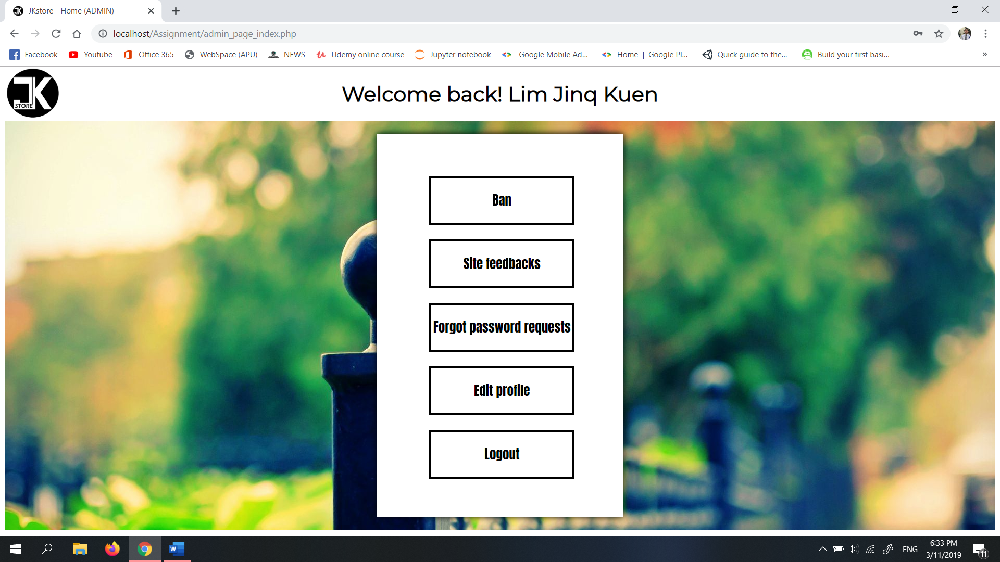 JKstore - Home (ADMIN)
localhost/Assignment/admin_page_index.php
Facebook
Youtube
Office 365
WebSpace (APU)
NEWS
Udemy online course
Jupyter notebook
Google Mobile Ad...
Home | Google Pl...
Quick guide to the...
Build your first basi...
»
JK
STORE
Welcome back! Lim Jinq Kuen
Ban
Site feedbacks
Forgot password requests
Edit profile
Logout
ENG
6:33 PM
3/11/2019
11